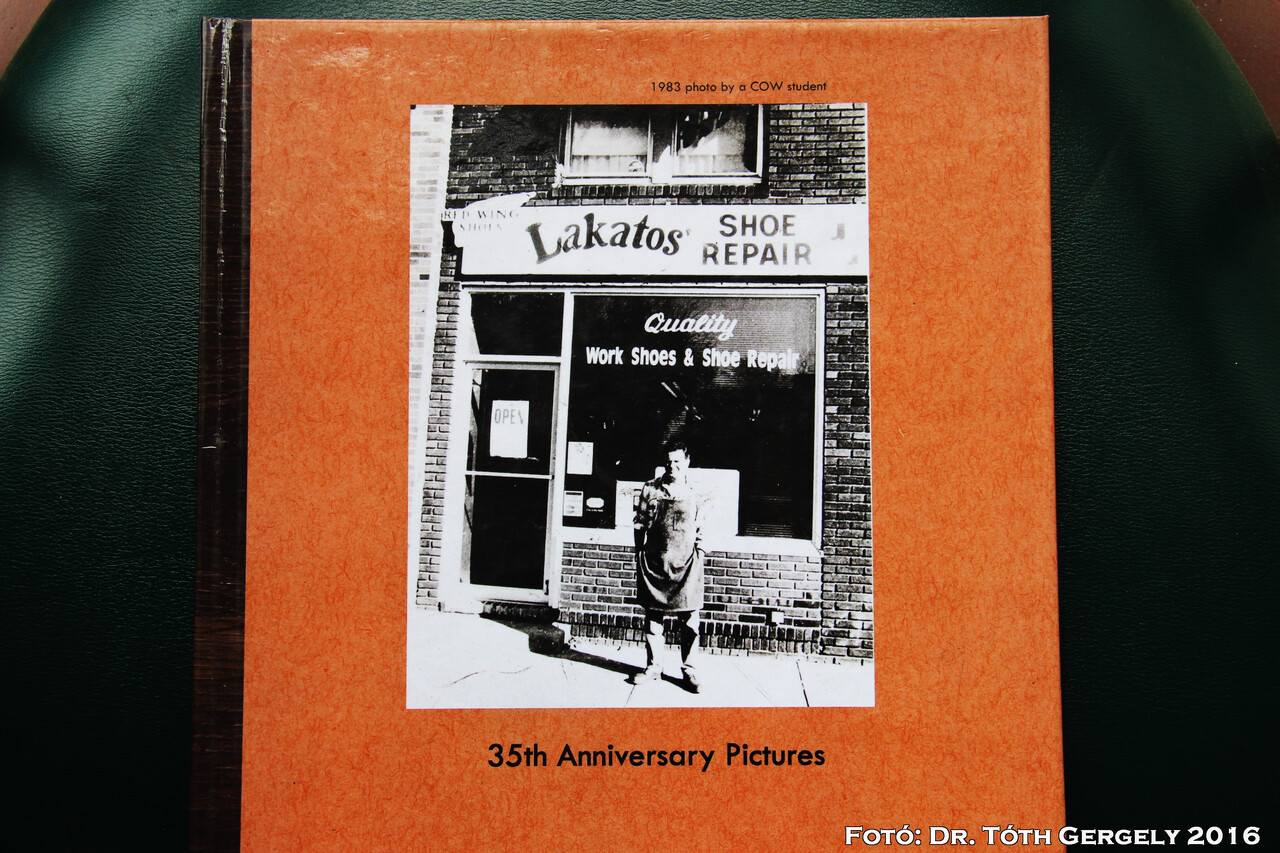 1983 photo by a COW student
RED WING
SHOES
Lakatos'
SHOE
REPAIR
Quality
Work Shoes & Shoe Repair
OPEN
35th Anniversary Pictures
Fotó: Dr. Tóth Gergely 2016